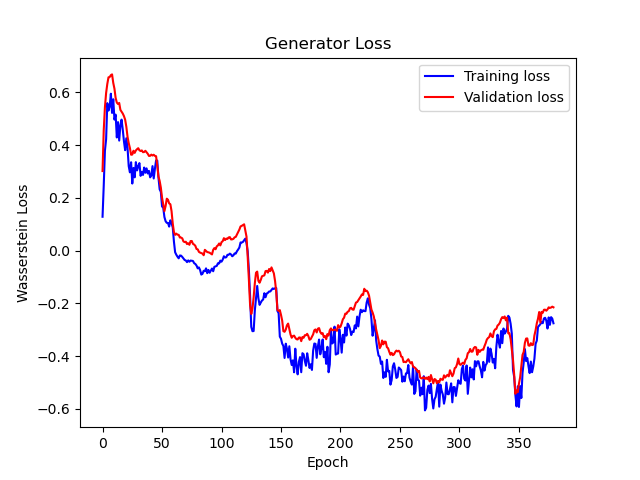 Generator Loss
Training loss
Validation loss
Wasserstein Loss
0.6
0.4
0.2
0.0
−0.2
−0.4
−0.6
0 50 100 150 200 250 300 350
Epoch